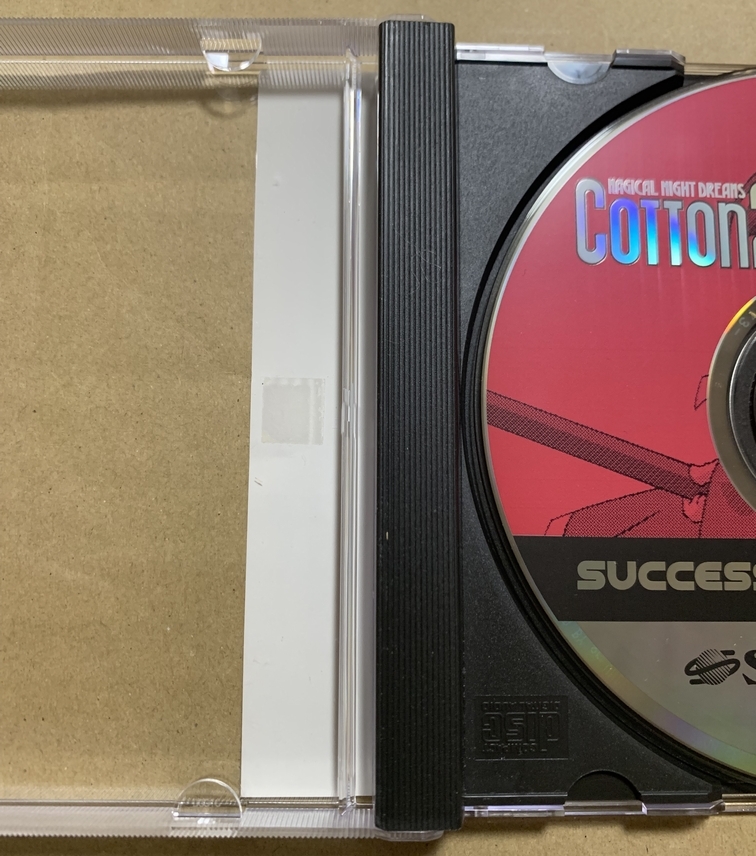 MAGICAL NIGHT DREAMS
COTTON2
SUCCESS
S